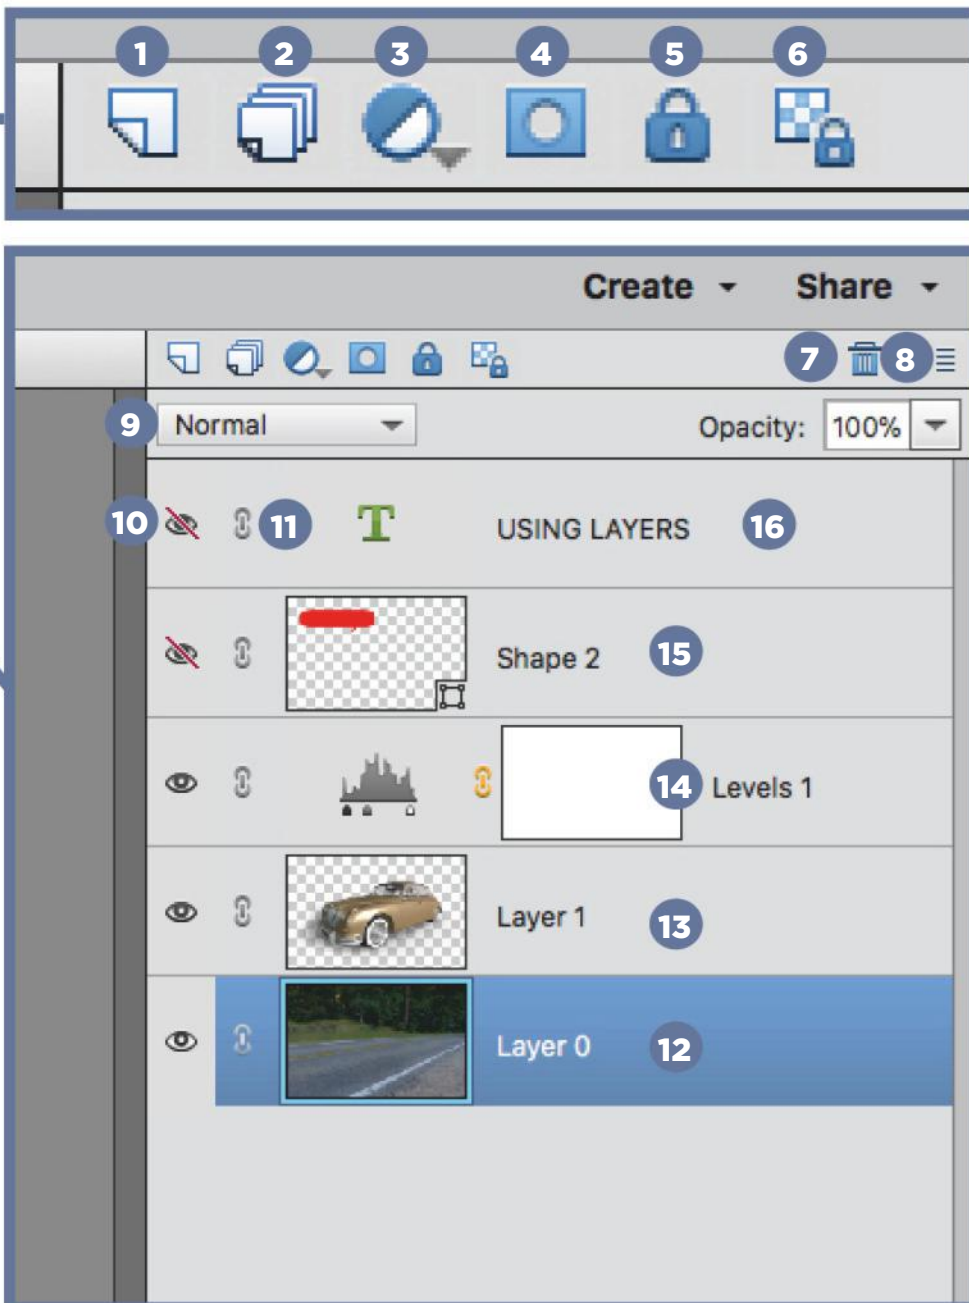 1 2 3 4 5 6
Create Share
7 8
9 Normal Opacity: 100%
10 11 T USING LAYERS 16
Shape 2 15
14 Levels 1
Layer 1 13
Layer 0 12